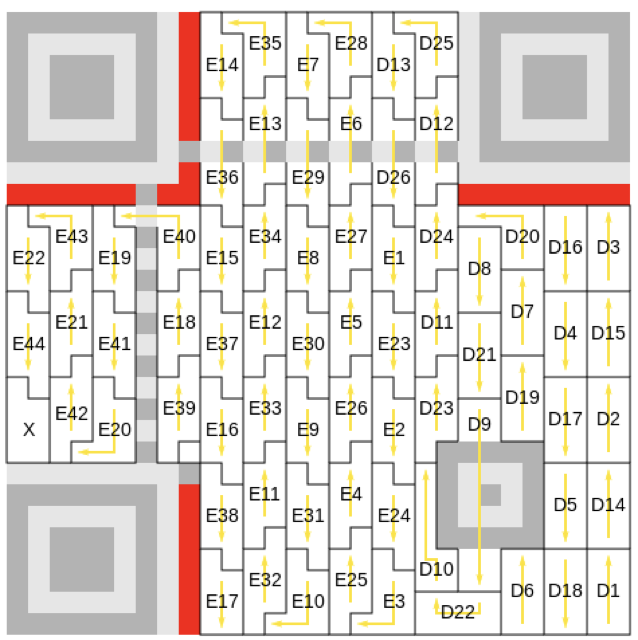 E35 E28 D25
E14 E7 D13
E13 E6 D12
E36 E29 D26
E43 E40 E34 E27 D24 D20 D16 D3
E22 E19 E15 E8 E1 D8
E21 E18 E12 E5 D11 D7 D4 D15
E44 E41 E37 E30 E23 D21
E42 E39 E33 E26 D23 D19 D17 D2
X E20 E16 E9 E2 D9
E11 E4 D5 D14
E38 E31 E24
E32 E25 D10 D6 D18 D1
E17 E10 E3 D22